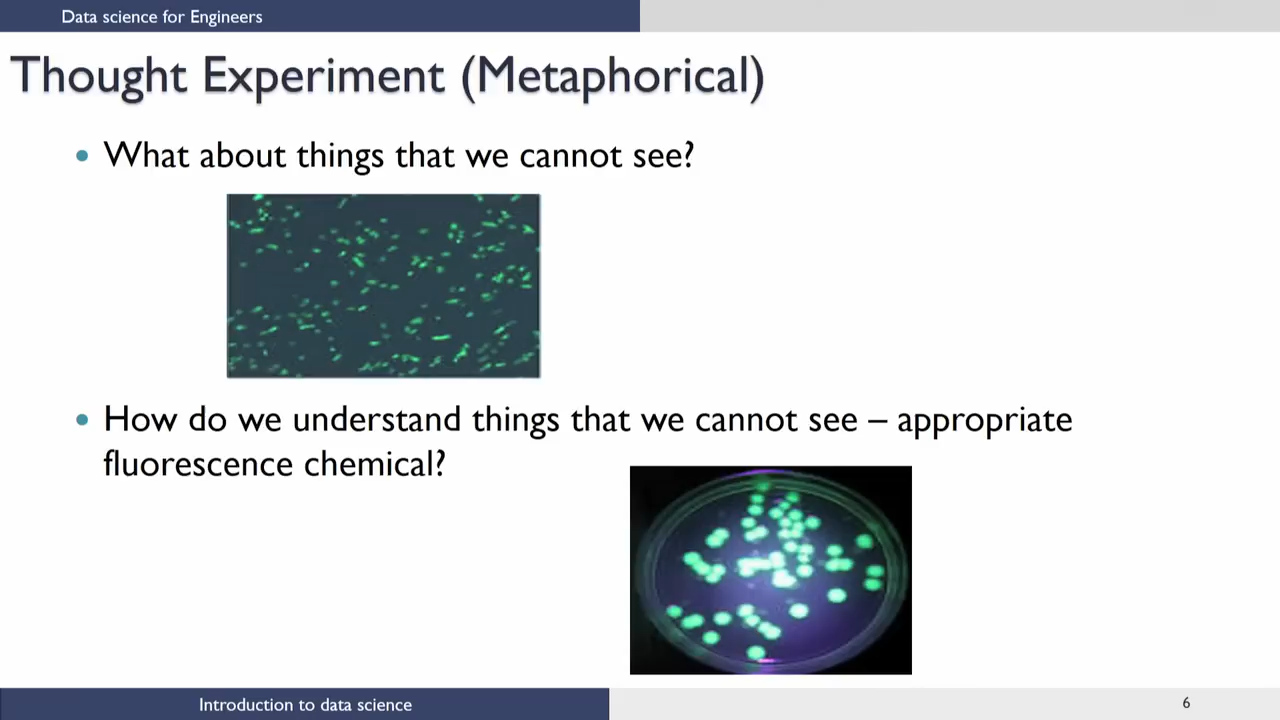 Data science for Engineers
Thought Experiment (Metaphorical)
• What about things that we cannot see?
• How do we understand things that we cannot see – appropriate
fluorescence chemical?
Introduction to data science
6